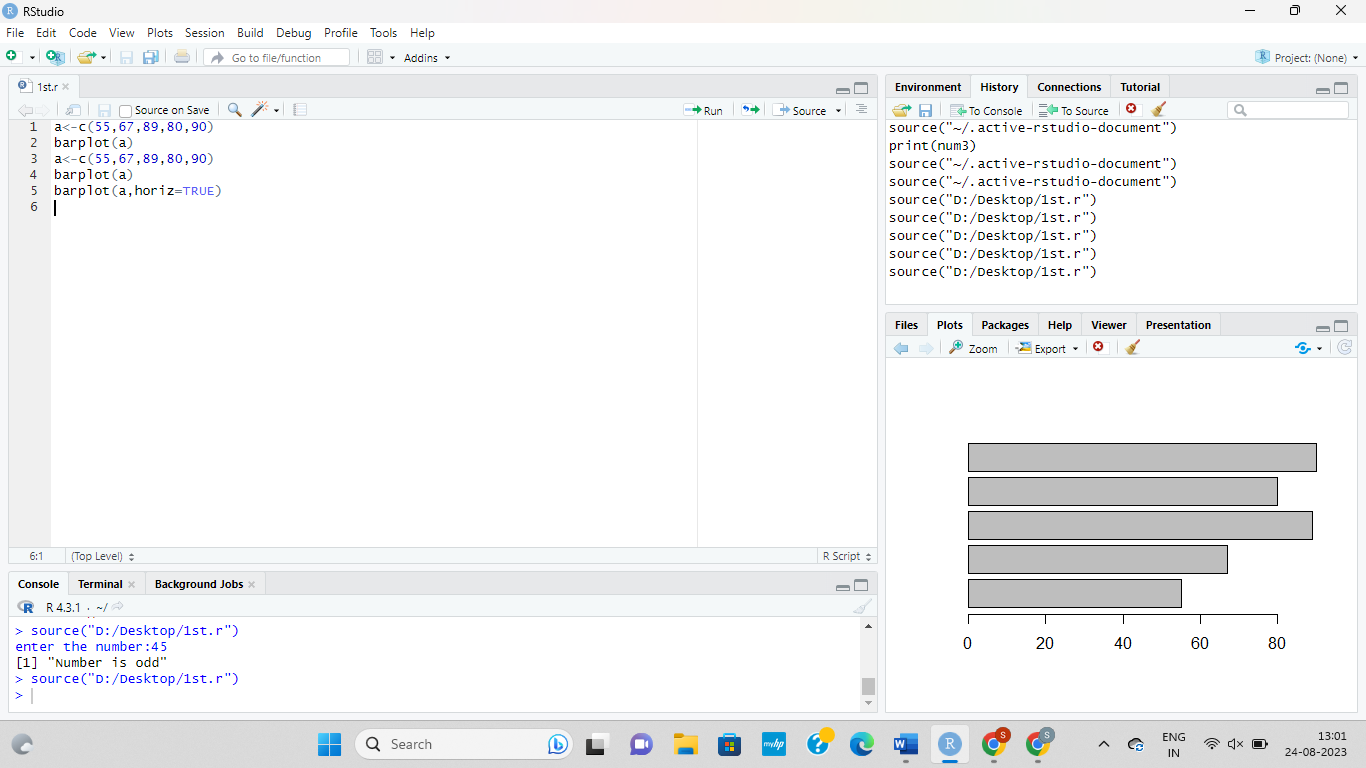 RStudio
File Edit Code View Plots Session Build Debug Profile Tools Help
Go to file/function Addins Project: (None)
1st.r
Source on Save Run Source
1 a<-c(55,67,89,80,90)
2 barplot(a)
3 a<-c(55,67,89,80,90)
4 barplot(a)
5 barplot(a,horiz=TRUE)
6
6:1 (Top Level) R Script
Console Terminal Background Jobs
R 4.3.1 · ~/
> source("D:/Desktop/1st.r")
enter the number:45
[1] "Number is odd"
> source("D:/Desktop/1st.r")
>
Environment History Connections Tutorial
To Console To Source
source("~/.active-rstudio-document")
print(num3)
source("~/.active-rstudio-document")
source("~/.active-rstudio-document")
source("D:/Desktop/1st.r")
source("D:/Desktop/1st.r")
source("D:/Desktop/1st.r")
source("D:/Desktop/1st.r")
source("D:/Desktop/1st.r")
Files Plots Packages Help Viewer Presentation
Zoom Export
0 20 40 60 80
Search
myhp
ENG
IN
13:01
24-08-2023